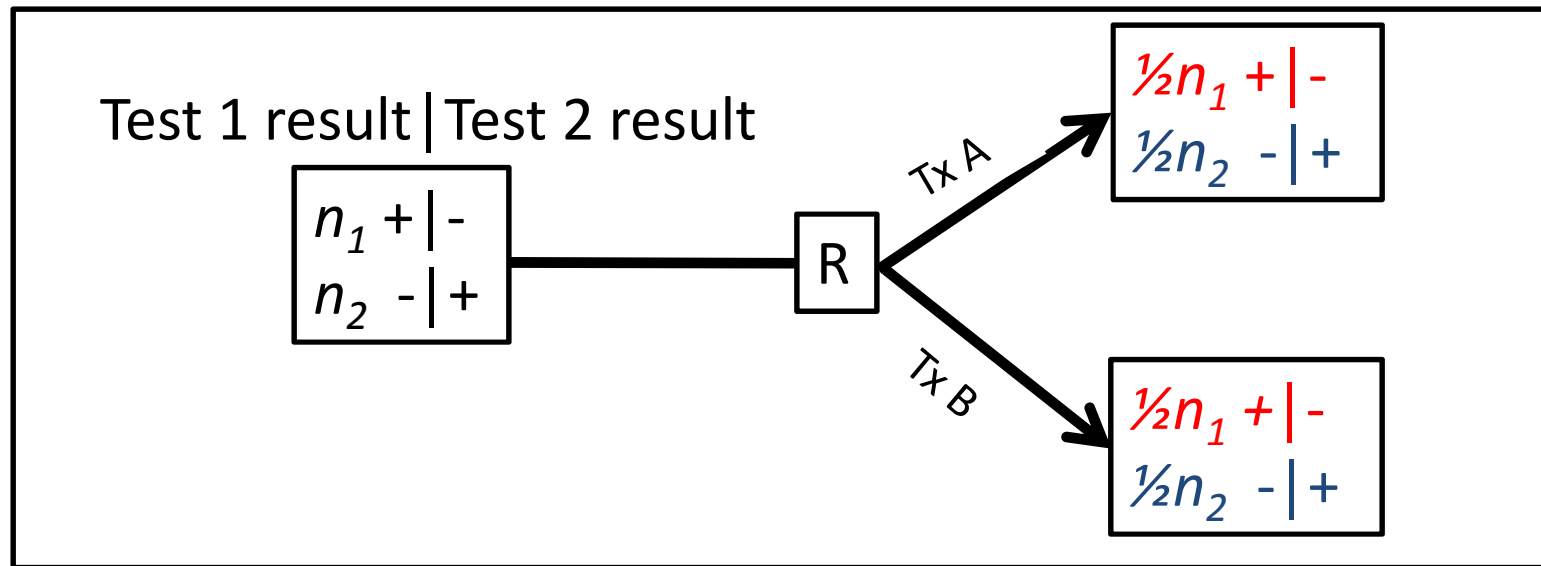 Test 1 result|Test 2 result
n₁ +|-
n₂ -|+
R
Tx A
Tx B
½n₁ +|-
½n₂ -|+
½n₁ +|-
½n₂ -|+